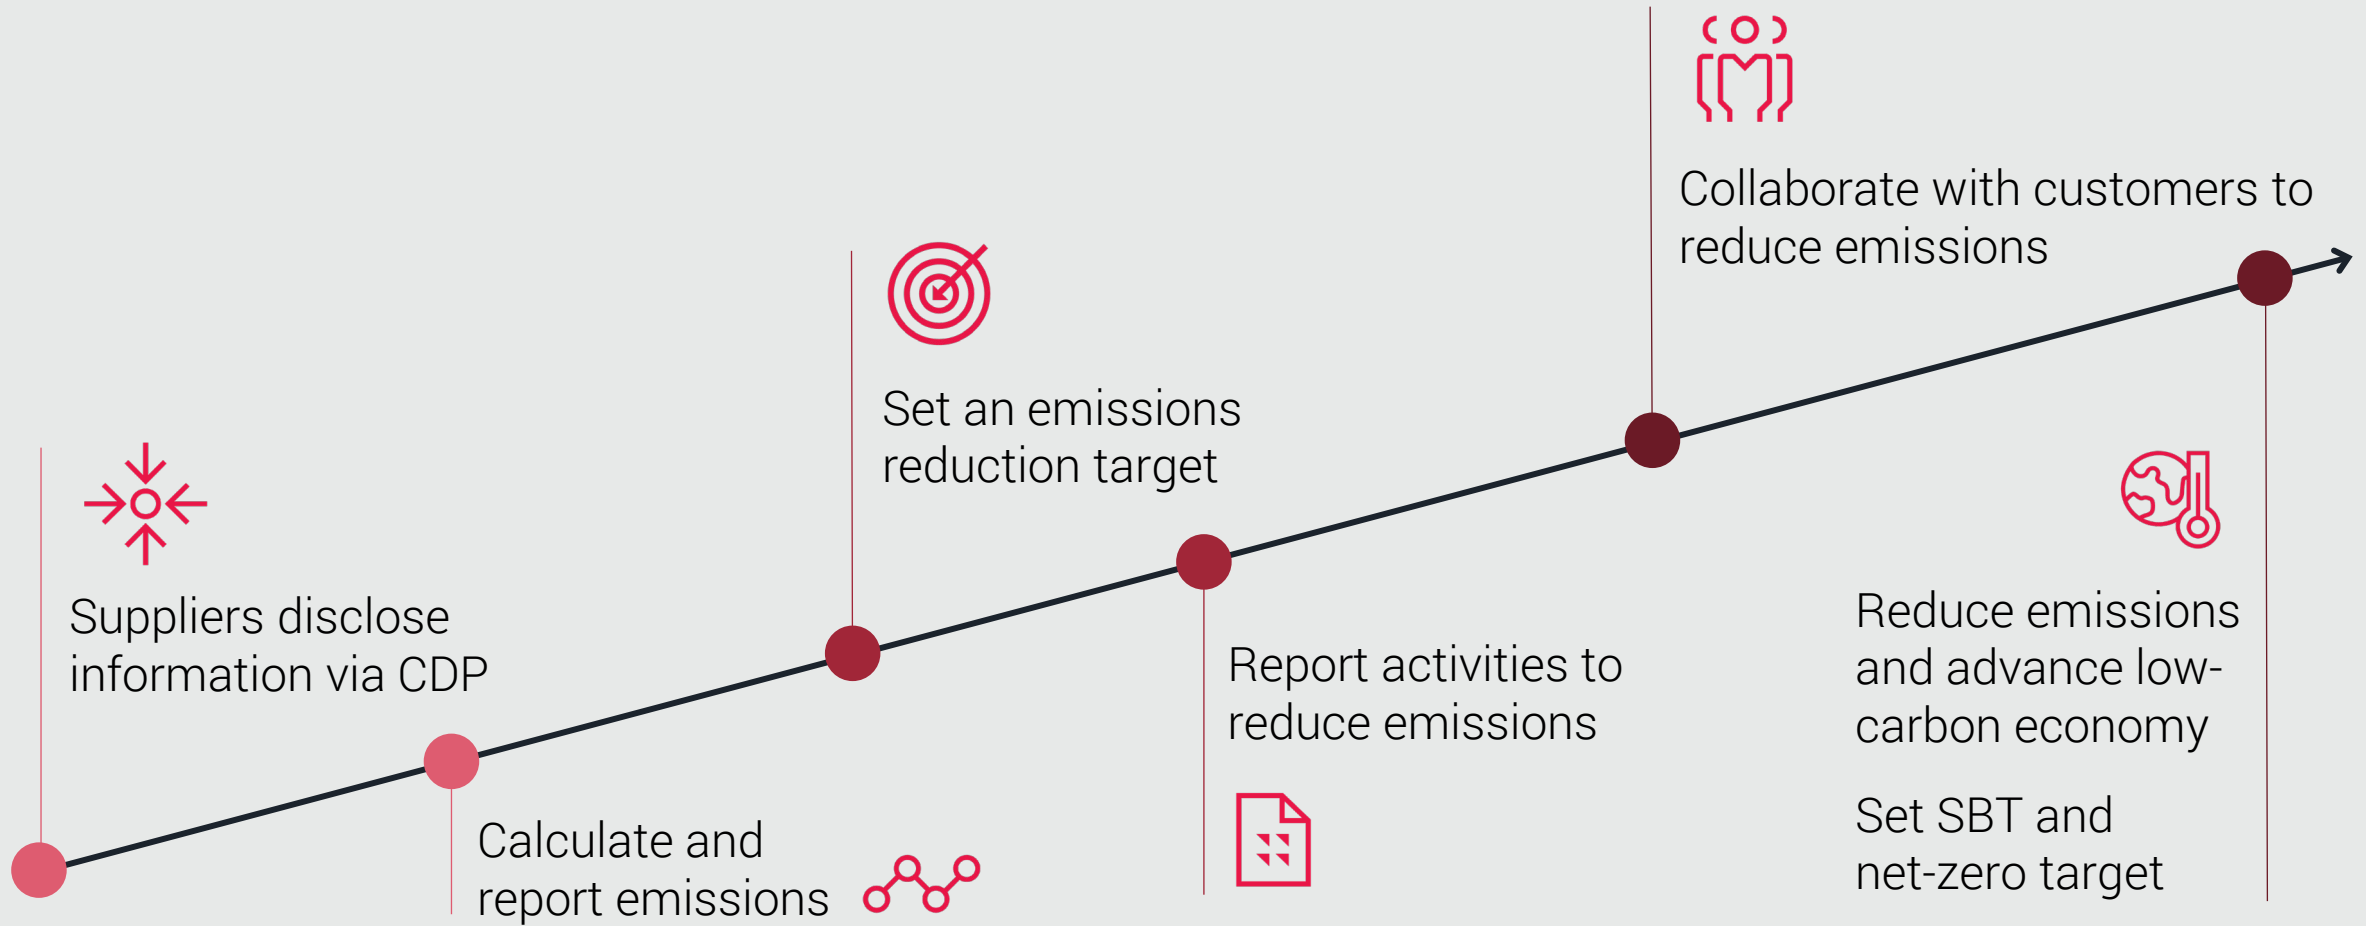 Suppliers disclose
information via CDP
Calculate and
report emissions
Set an emissions
reduction target
Report activities to
reduce emissions
Collaborate with customers to
reduce emissions
Reduce emissions
and advance low-
carbon economy
Set SBT and
net-zero target